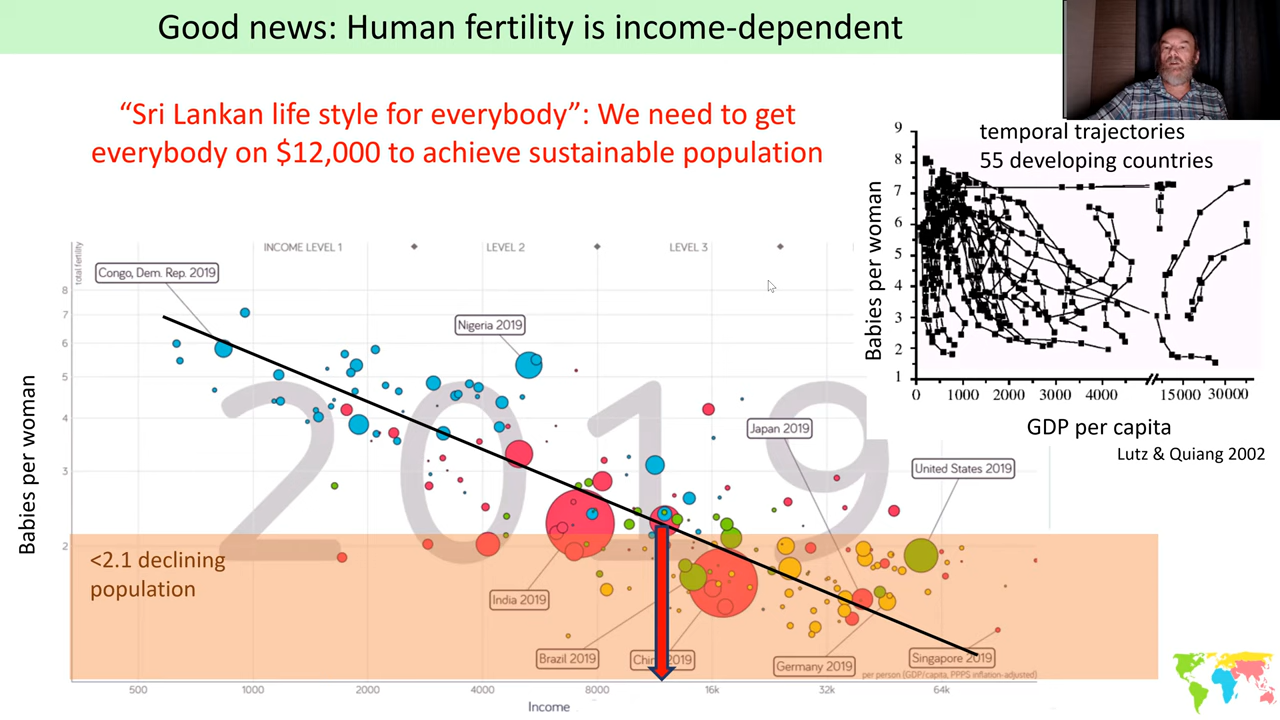 Good news: Human fertility is income-dependent
“Sri Lankan life style for everybody”: We need to get
everybody on $12,000 to achieve sustainable population
temporal trajectories
55 developing countries
Babies per woman
9
8
7
6
5
4
3
2
1
0
1000
2000
3000
4000
15000
30000
GDP per capita
Lutz & Quiang 2002
total fertility
INCOME LEVEL 1
LEVEL 2
LEVEL 3
Congo, Dem. Rep. 2019
Nigeria 2019
Japan 2019
United States 2019
2019
Babies per woman
8
7
6
5
4
3
2
<2.1 declining
population
India 2019
Brazil 2019
2019
Germany 2019
Singapore 2019
per person (GDP/capita, PPP$ inflation-adjusted)
500
1000
2000
4000
8000
16k
32k
64k
Income